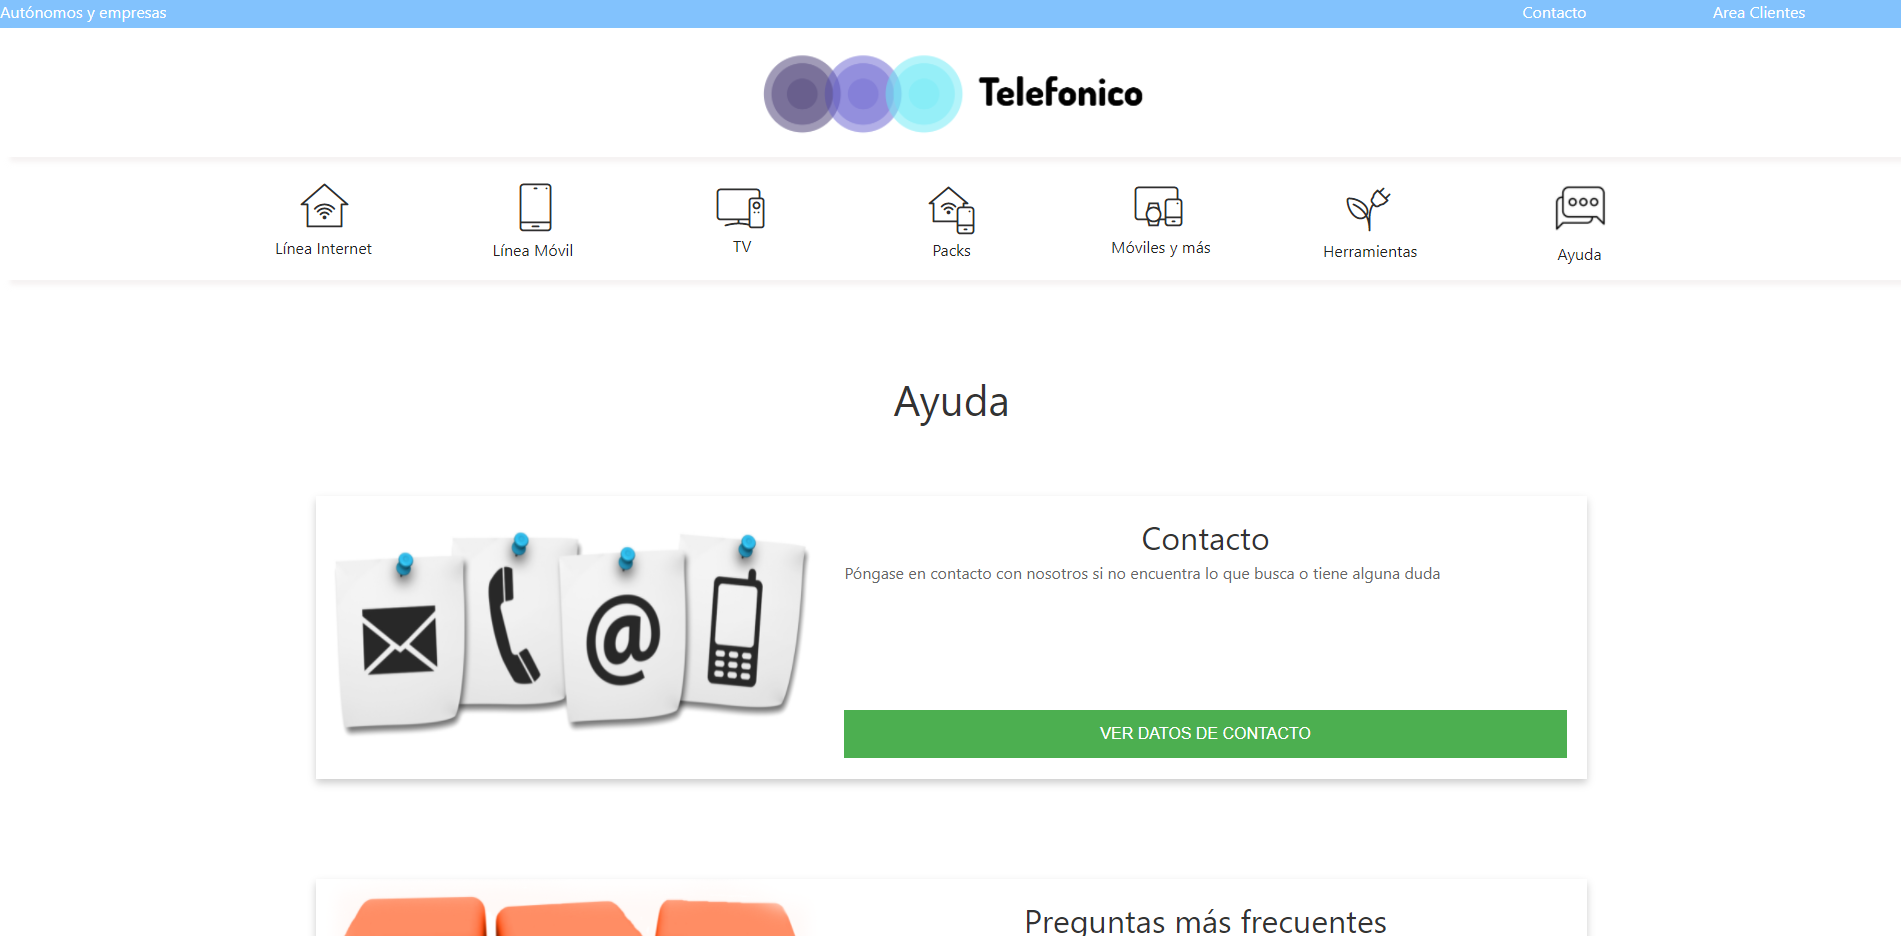 Autónomos y empresas
Contacto
Area Clientes
Telefonico
Línea Internet
Línea Móvil
TV
Packs
Móviles y más
Herramientas
Ayuda
Ayuda
Contacto
Póngase en contacto con nosotros si no encuentra lo que busca o tiene alguna duda
@
VER DATOS DE CONTACTO
Preguntas más frecuentes